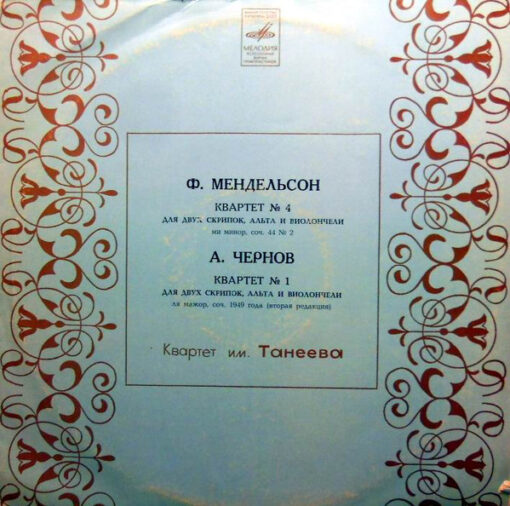 МЕЛОДИЯ
Ф. МЕНДЕЛЬСОН
КВАРТЕТ № 4
ДЛЯ ДВУХ СКРИПОК, АЛЬТА И ВИОЛОНЧЕЛИ
ми минор, соч. 44 № 2
А. ЧЕРНОВ
КВАРТЕТ № 1
ДЛЯ ДВУХ СКРИПОК, АЛЬТА И ВИОЛОНЧЕЛИ
ля мажор, соч. 1949 года (вторая редакция)
Квартет им. Танеева